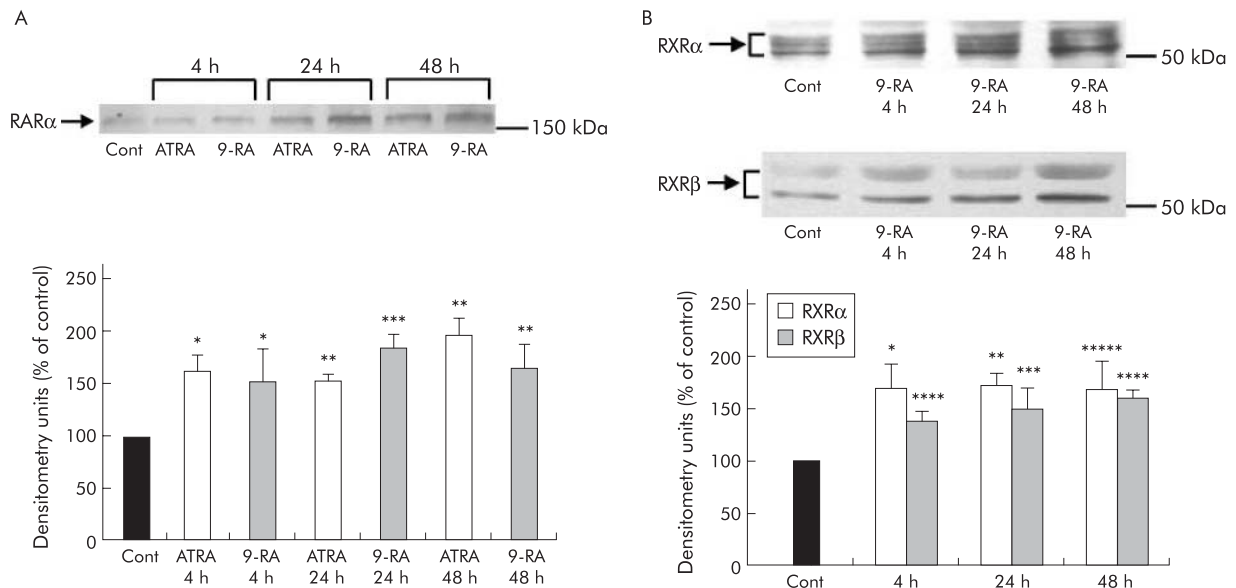 A
4 h 24 h 48 h
RARα
150 kDa
Cont ATRA 9-RA ATRA 9-RA ATRA 9-RA
Densitometry units (% of control)
250
200
150
100
50
0
* * ** *** ** **
Cont ATRA 9-RA ATRA 9-RA ATRA 9-RA
4 h 4 h 24 h 24 h 48 h 48 h
B
RXRα
50 kDa
Cont 9-RA 9-RA 9-RA
4 h 24 h 48 h
RXRβ
50 kDa
Cont 9-RA 9-RA 9-RA
4 h 24 h 48 h
Densitometry units (% of control)
250
200
150
100
50
0
RXRα
RXRβ
* **** ** *** ***** ****
Cont 4 h 24 h 48 h